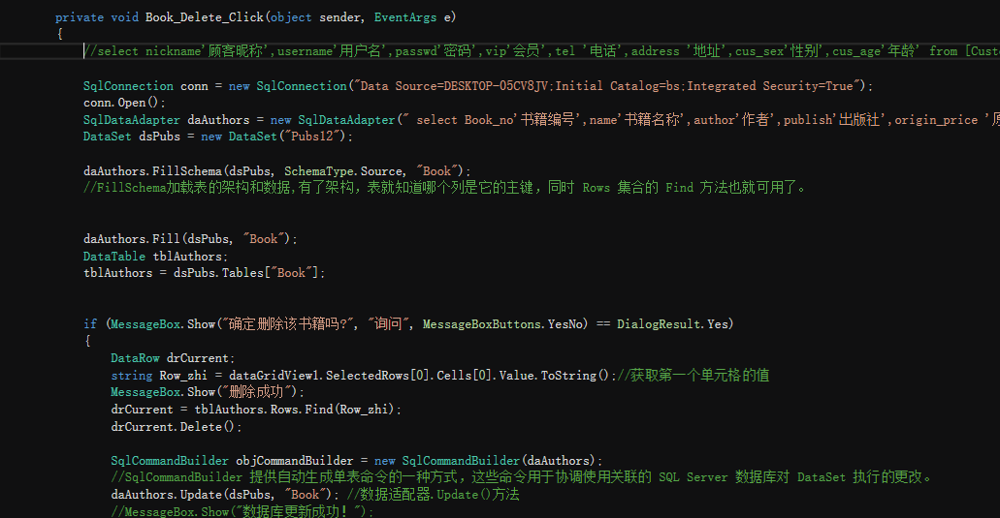 private void Book_Delete_Click(object sender, EventArgs e)
{
//select nickname'顾客昵称',username'用户名',passwd'密码',vip'会员',tel '电话',address '地址',cus_sex'性别',cus_age'年龄' from [Cust
SqlConnection conn = new SqlConnection("Data Source=DESKTOP-05CV8JV;Initial Catalog=bs;Integrated Security=True");
conn.Open();
SqlDataAdapter daAuthors = new SqlDataAdapter(" select Book_no'书籍编号',name'书籍名称',author'作者',publish'出版社',origin_price '原
DataSet dsPubs = new DataSet("Pubs12");
daAuthors.FillSchema(dsPubs, SchemaType.Source, "Book");
//FillSchema加载表的架构和数据,有了架构，表就知道哪个列是它的主键，同时 Rows 集合的 Find 方法也就可用了。
daAuthors.Fill(dsPubs, "Book");
DataTable tblAuthors;
tblAuthors = dsPubs.Tables["Book"];
if (MessageBox.Show("确定删除该书籍吗?", "询问", MessageBoxButtons.YesNo) == DialogResult.Yes)
{
DataRow drCurrent;
string Row_zhi = dataGridView1.SelectedRows[0].Cells[0].Value.ToString();//获取第一个单元格的值
MessageBox.Show("删除成功");
drCurrent = tblAuthors.Rows.Find(Row_zhi);
drCurrent.Delete();
SqlCommandBuilder objCommandBuilder = new SqlCommandBuilder(daAuthors);
//SqlCommandBuilder 提供自动生成单表命令的一种方式，这些命令用于协调使用关联的 SQL Server 数据库对 DataSet 执行的更改。
daAuthors.Update(dsPubs, "Book"); //数据适配器.Update()方法
//MessageBox.Show("数据库更新成功！");